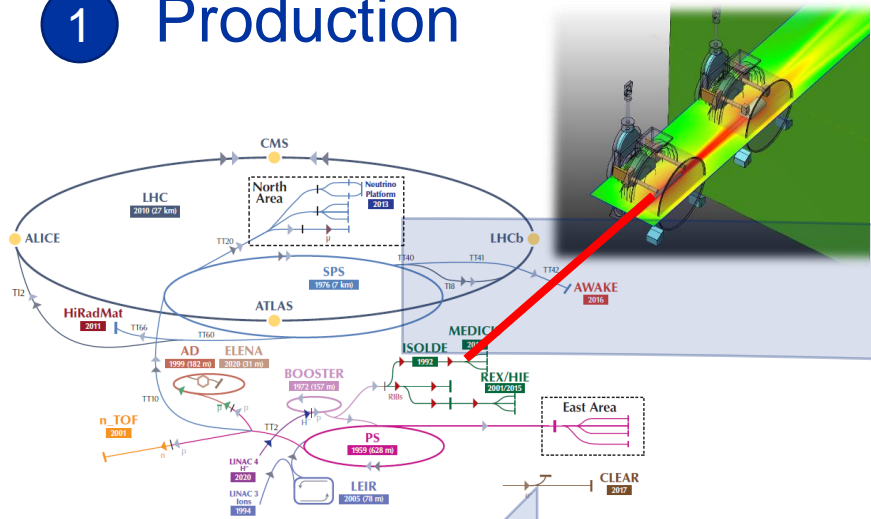 1 Production
CMS
North
Area
Neutrino
Platform
2013
LHC
2010 (27 km)
ALICE
LHCb
TT20
μ
TT40
TT41
TT42
SPS
1976 (7 km)
TI8
AWAKE
2016
TI2
ATLAS
HiRadMat
2011
TT66
TT60
MEDICI
ISOLDE
1992
AD
1999 (182 m)
ELENA
2020 (31 m)
BOOSTER
1972 (157 m)
REX/HIE
2001/2015
RIBs
TT10
East Area
n_TOF
2001
p
p
H-
p
TT2
n
p
PS
1959 (628 m)
LINAC 4
H-
2020
LINAC 3
Ions
1994
LEIR
2005 (78 m)
CLEAR
2017